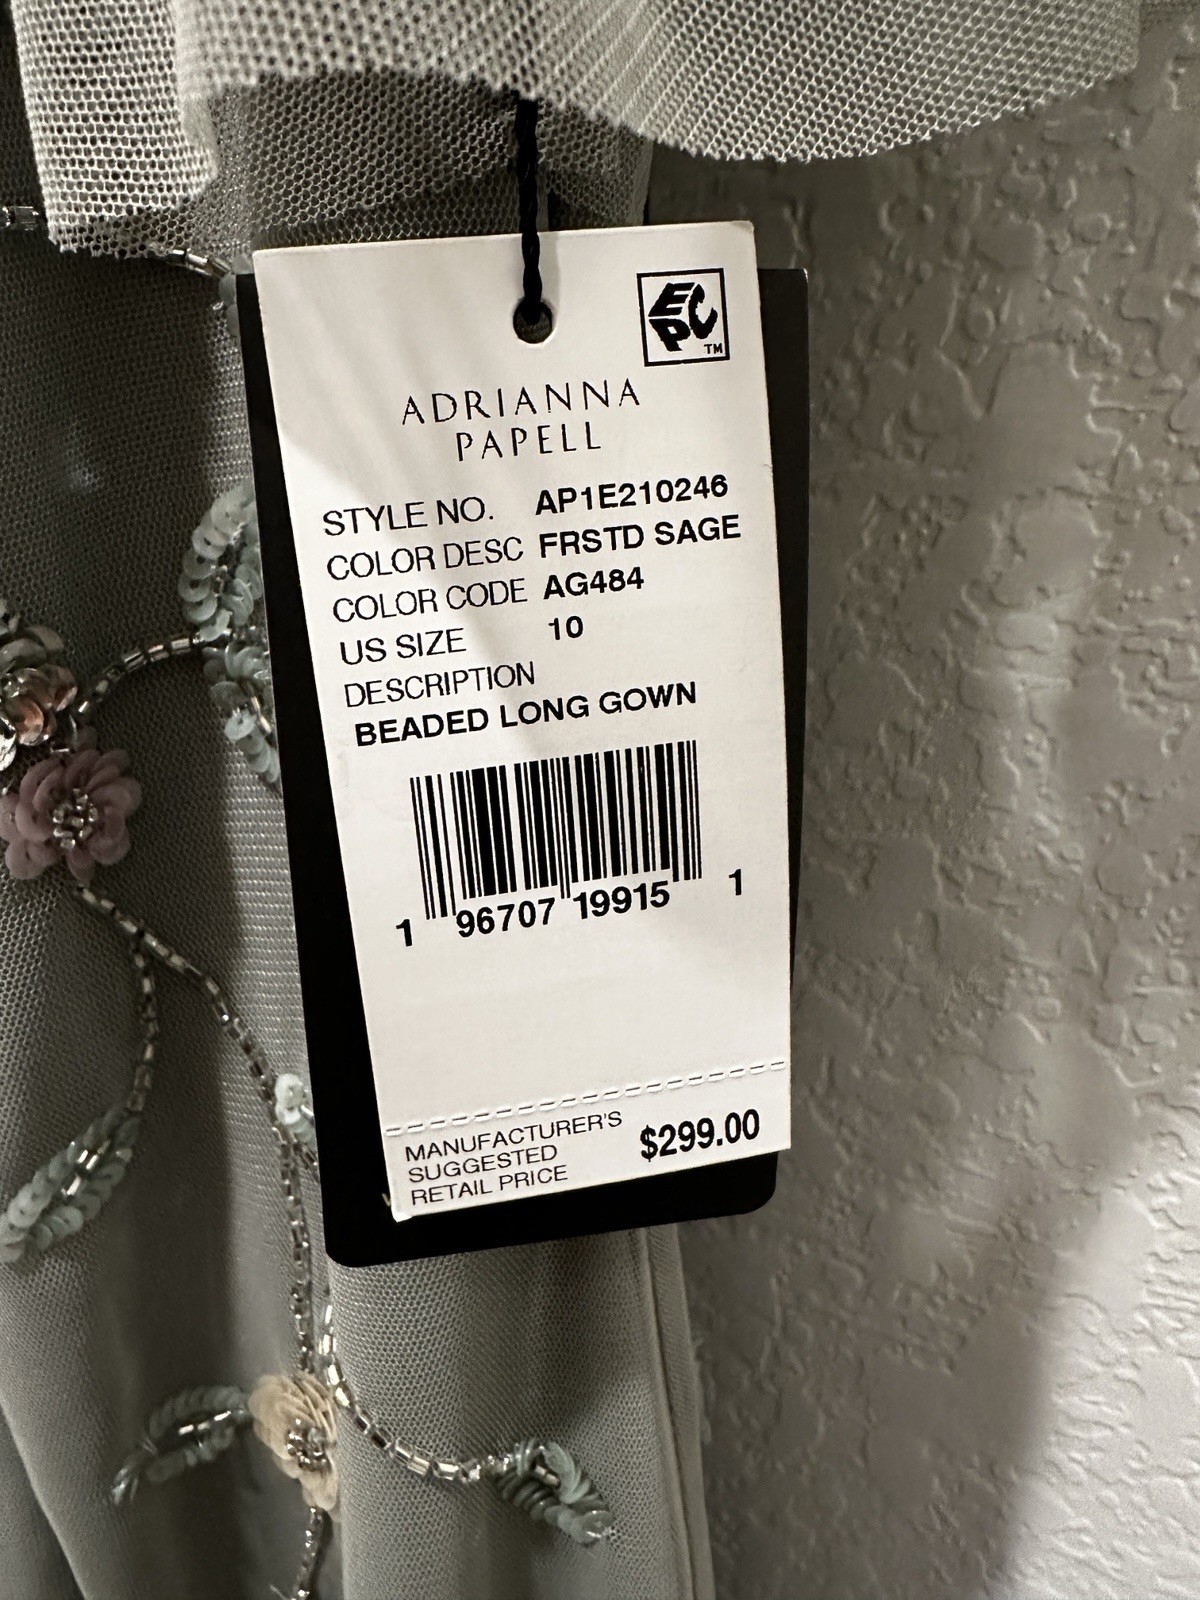 EPC
TM
ADRIANNA
PAPELL
STYLE NO. AP1E210246
COLOR DESC FRSTD SAGE
COLOR CODE AG484
US SIZE 10
DESCRIPTION
BEADED LONG GOWN
1 96707 19915 1
MANUFACTURER'S
SUGGESTED
RETAIL PRICE
$299.00